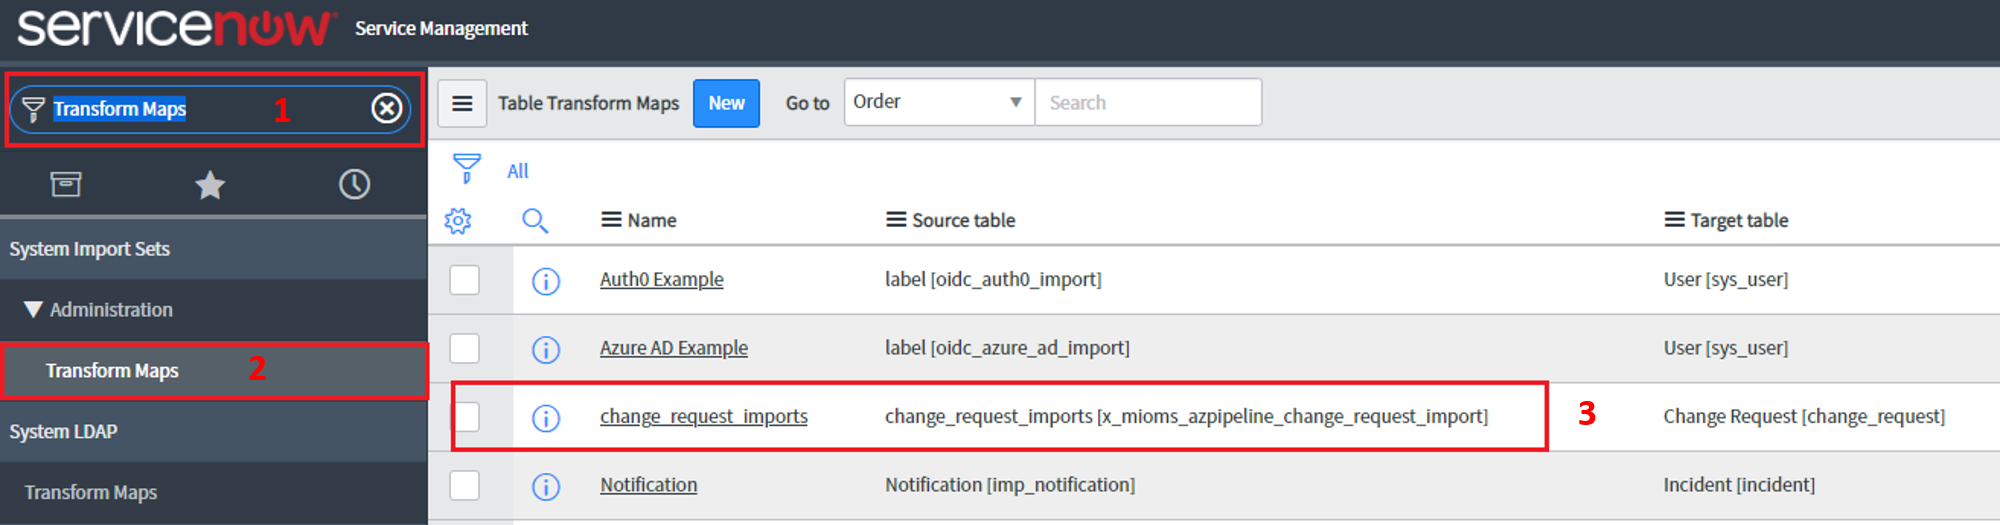 servicenow Service Management
Transform Maps 1
Table Transform Maps New Go to Order Search
All
Name Source table Target table
System Import Sets
Administration
Transform Maps 2
System LDAP
Transform Maps
Auth0 Example label [oidc_auth0_import] User [sys_user]
Azure AD Example label [oidc_azure_ad_import] User [sys_user]
change_request_imports change_request_imports [x_mioms_azpipeline_change_request_import] 3 Change Request [change_request]
Notification Notification [imp_notification] Incident [incident]